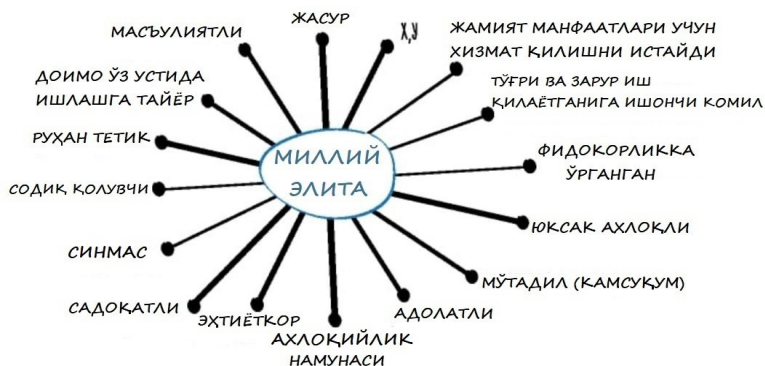 ЖАСУР
Ҳ,У
ЖАМИЯТ МАНФААТЛАРИ УЧУН
ХИЗМАТ ҚИЛИШНИ ИСТАЙДИ
ТЎҒРИ ВА ЗАРУР ИШ
ҚИЛАЁТГАНИГА ИШОНЧИ КОМИЛ
ФИДОКОРЛИККА
ЎРГАНГАН
ЮКСАК АХЛОҚЛИ
МЎТАДИЛ (КАМСУҚУМ)
АДОЛАТЛИ
АХЛОҚИЙЛИК
НАМУНАСИ
ЭҲТИЁТКОР
САДОҚАТЛИ
СИНМАС
СОДИҚ ҚОЛУВЧИ
РУҲАН ТЕТИК
ДОИМО ЎЗ УСТИДА
ИШЛАШГА ТАЙЁР
МАСЪУЛИЯТЛИ
МИЛЛИЙ
ЭЛИТА